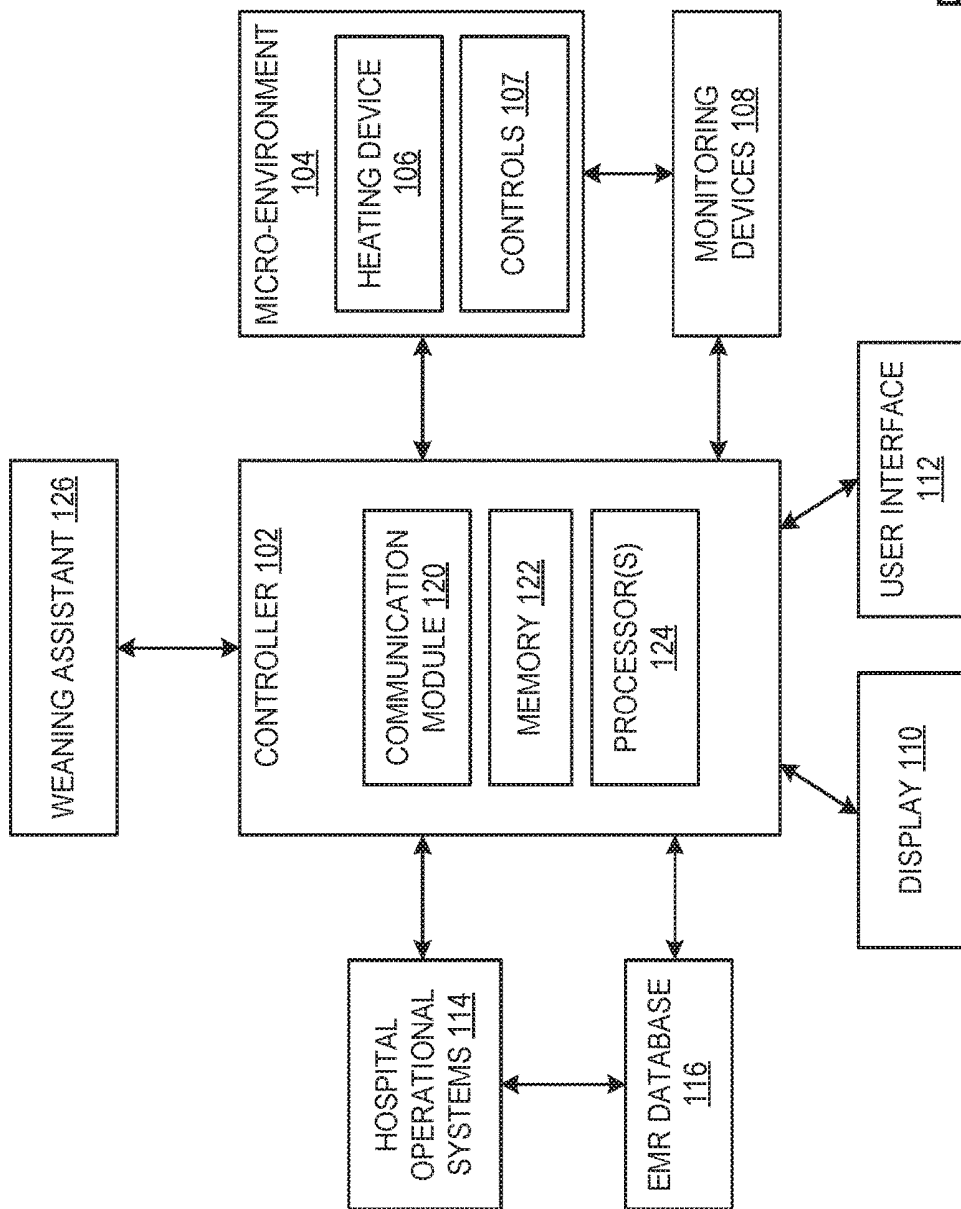 WEANING ASSISTANT 126
HOSPITAL
OPERATIONAL
SYSTEMS 114
EMR DATABASE
116
CONTROLLER 102
COMMUNICATION
MODULE 120
MEMORY 122
PROCESSOR(S)
124
MICRO-ENVIRONMENT
104
HEATING DEVICE
106
CONTROLS 107
MONITORING
DEVICES 108
DISPLAY 110
USER INTERFACE
112